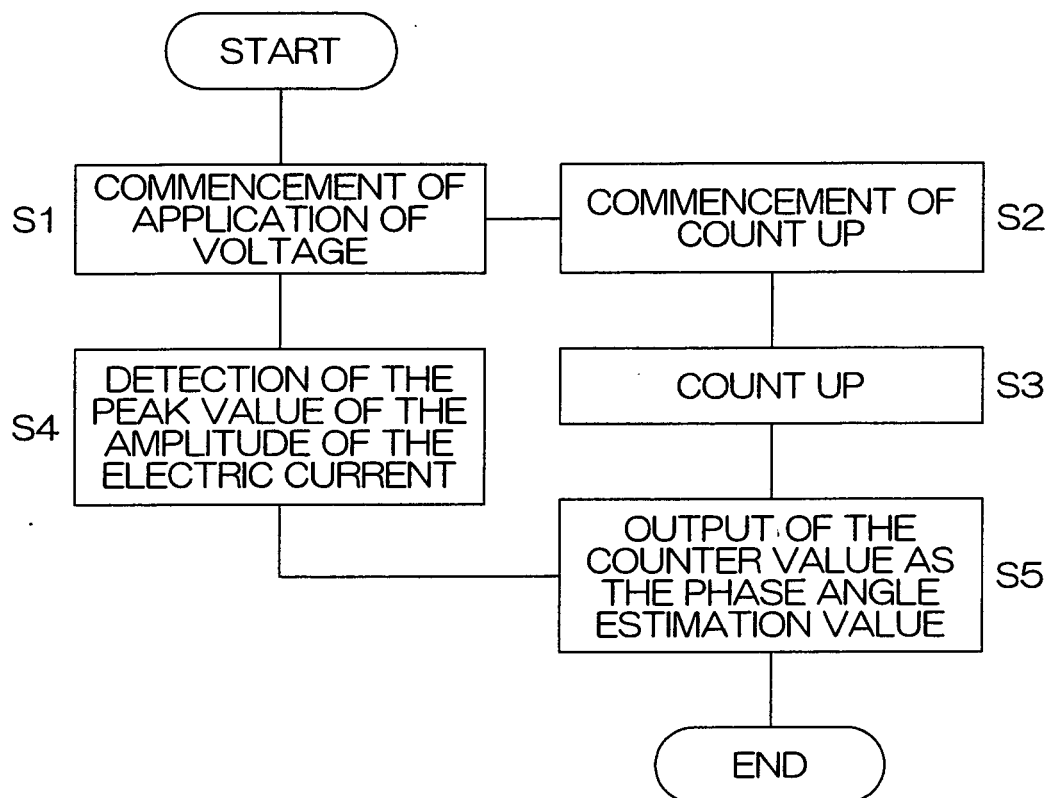 START
S1
COMMENCEMENT OF
APPLICATION OF
VOLTAGE
COMMENCEMENT OF
COUNT UP
S2
COUNT UP
S3
S4
DETECTION OF THE
PEAK VALUE OF THE
AMPLITUDE OF THE
ELECTRIC CURRENT
OUTPUT OF THE
COUNTER VALUE AS
THE PHASE ANGLE
ESTIMATION VALUE
S5
END